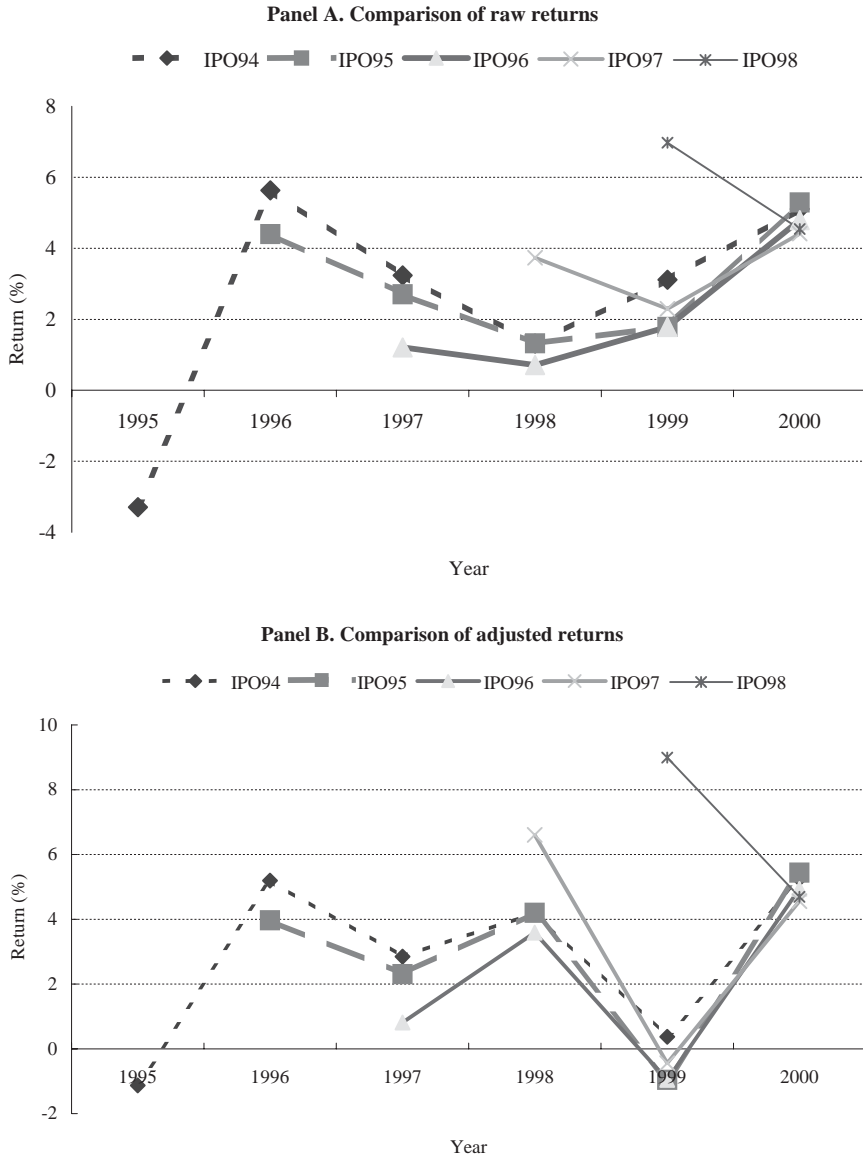 Panel A. Comparison of raw returns
IPO94 IPO95 IPO96 IPO97 IPO98
8
6
4
2
0
-2
-4
Return (%)
1995 1996 1997 1998 1999 2000
Year
Panel B. Comparison of adjusted returns
IPO94 IPO95 IPO96 IPO97 IPO98
10
8
6
4
2
0
-2
Return (%)
1995 1996 1997 1998 1999 2000
Year